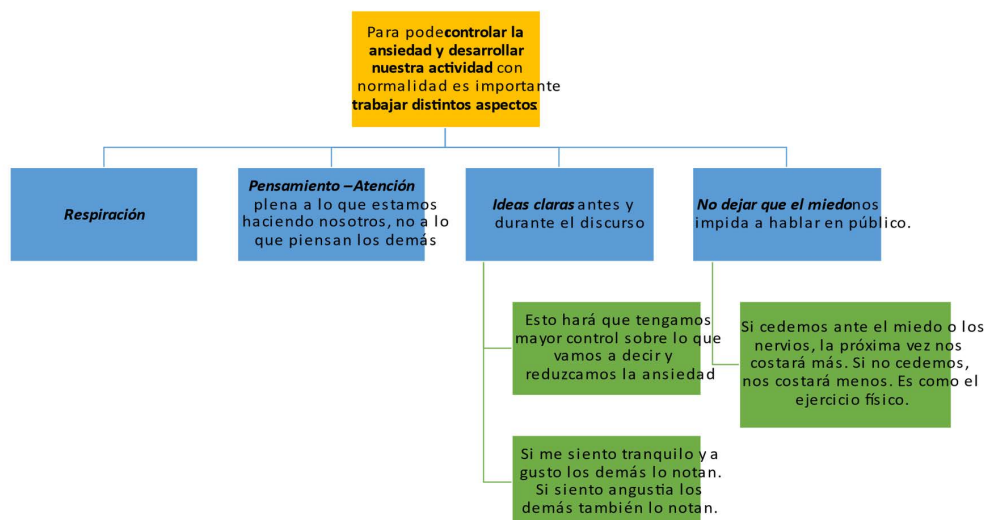 Para poder controlar la
ansiedad y desarrollar
nuestra actividad con
normalidad es importante
trabajar distintos aspectos:
Respiración
Pensamiento – Atención
plena a lo que estamos
haciendo nosotros, no a lo
que piensan los demás
Ideas claras antes y
durante el discurso
No dejar que el miedo nos
impida a hablar en público.
Esto hará que tengamos
mayor control sobre lo que
vamos a decir y
reduzcamos la ansiedad
Si me siento tranquilo y a
gusto los demás lo notan.
Si siento angustia los
demás también lo notan.
Si cedemos ante el miedo o los
nervios, la próxima vez nos
costará más. Si no cedemos,
nos costará menos. Es como el
ejercicio físico.